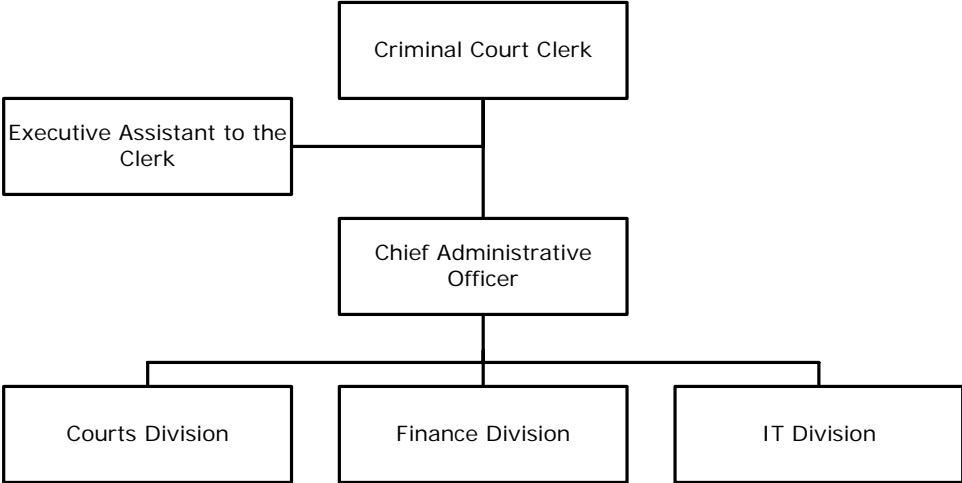 Criminal Court Clerk
Executive Assistant to the
Clerk
Chief Administrative
Officer
Courts Division
Finance Division
IT Division